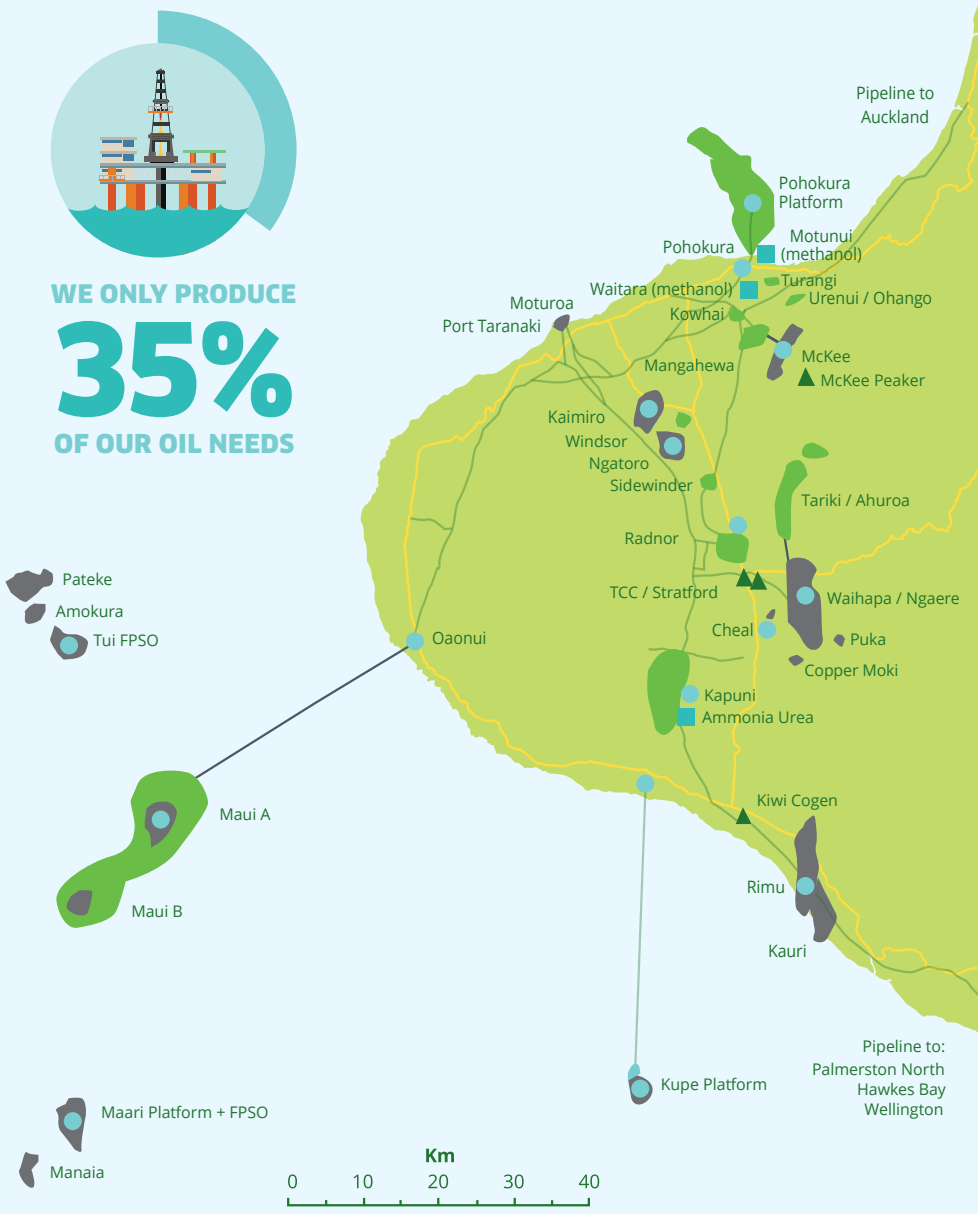 WE ONLY PRODUCE
35%
OF OUR OIL NEEDS
Pipeline to
Auckland
Pohokura
Platform
Motunui
(methanol)
Pohokura
Turangi
Waitara (methanol)
Urenui / Ohango
Moturoa
Port Taranaki
Kowhai
McKee
Mangahewa
McKee Peaker
Kaimiro
Windsor
Ngatoro
Sidewinder
Tariki / Ahuroa
Radnor
TCC / Stratford
Waihapa / Ngaere
Pateke
Amokura
Tui FPSO
Oaonui
Cheal
Puka
Copper Moki
Kapuni
Ammonia Urea
Maui A
Kiwi Cogen
Maui B
Rimu
Kauri
Pipeline to:
Palmerston North
Hawkes Bay
Wellington
Kupe Platform
Maari Platform + FPSO
Manaia
Km
0 10 20 30 40